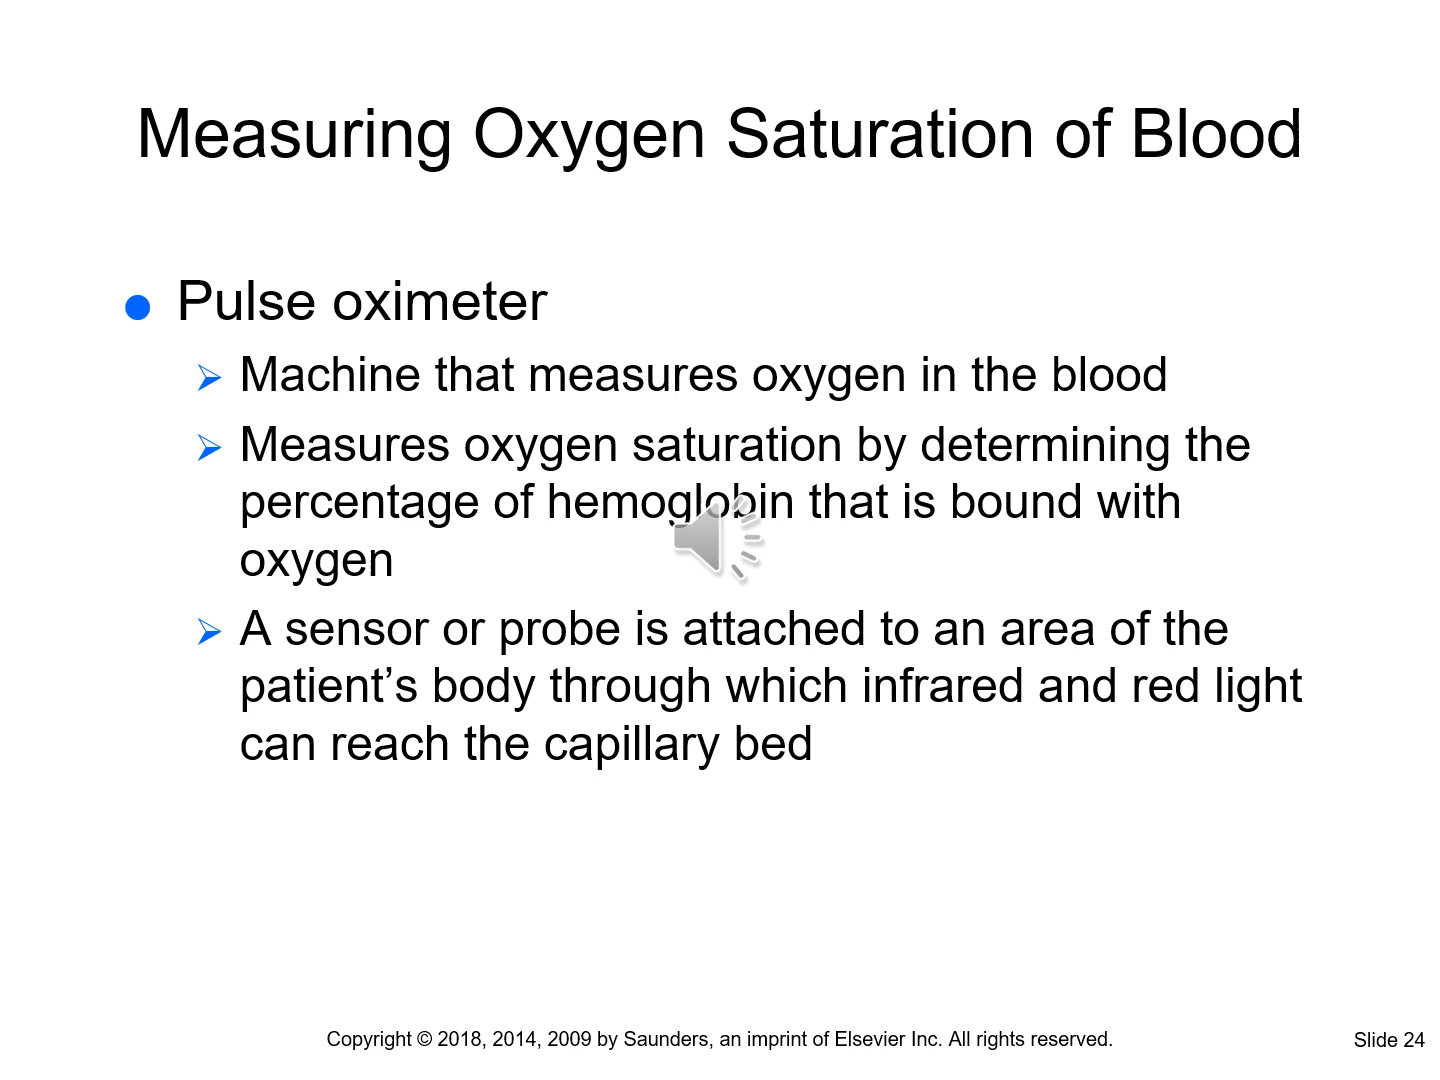 Measuring Oxygen Saturation of Blood
Pulse oximeter
Machine that measures oxygen in the blood
Measures oxygen saturation by determining the
percentage of hemoglobin that is bound with
oxygen
A sensor or probe is attached to an area of the
patient’s body through which infrared and red light
can reach the capillary bed
Copyright © 2018, 2014, 2009 by Saunders, an imprint of Elsevier Inc. All rights reserved.
Slide 24